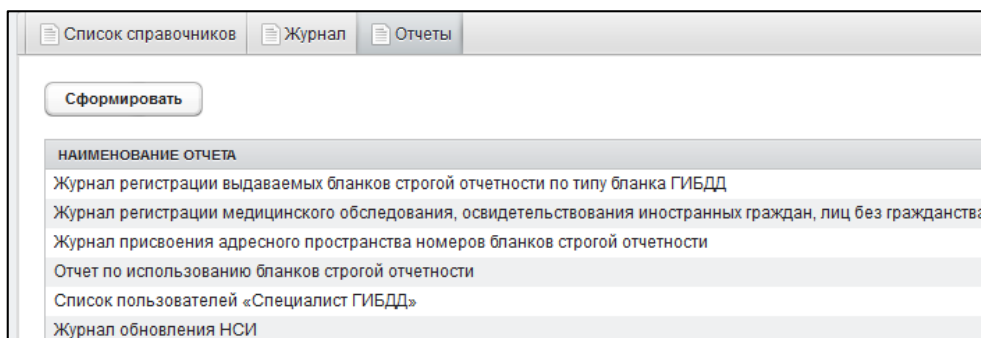 Список справочников Журнал Отчеты
Сформировать
НАИМЕНОВАНИЕ ОТЧЕТА
Журнал регистрации выдаваемых бланков строгой отчетности по типу бланка ГИБДД
Журнал регистрации медицинского обследования, освидетельствования иностранных граждан, лиц без гражданства
Журнал присвоения адресного пространства номеров бланков строгой отчетности
Отчет по использованию бланков строгой отчетности
Список пользователей «Специалист ГИБДД»
Журнал обновления НСИ